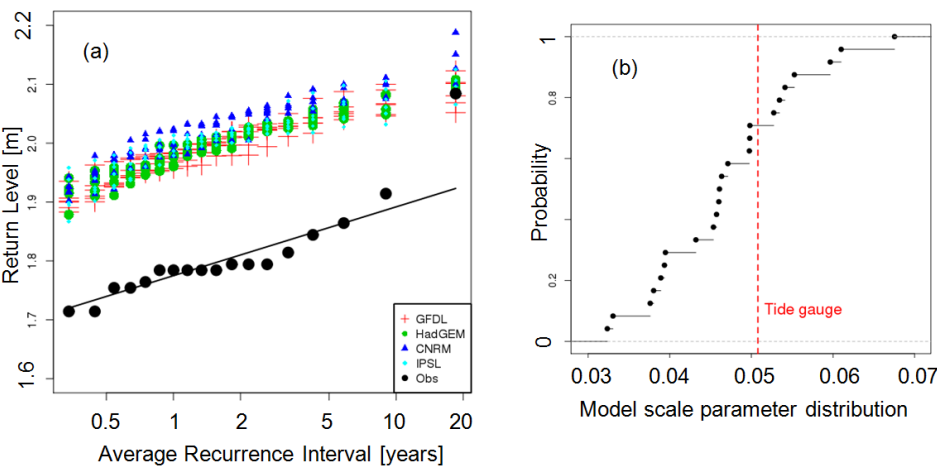 (a)
Return Level [m]
2.2
2.1
2.0
1.9
1.8
1.7
1.6
GFDL
HadGEM
CNRM
IPSL
Obs
0.5 1 2 5 10 20
Average Recurrence Interval [years]
(b)
Probability
1
0.8
0.2
0
Tide gauge
0.03 0.04 0.05 0.06 0.07
Model scale parameter distribution